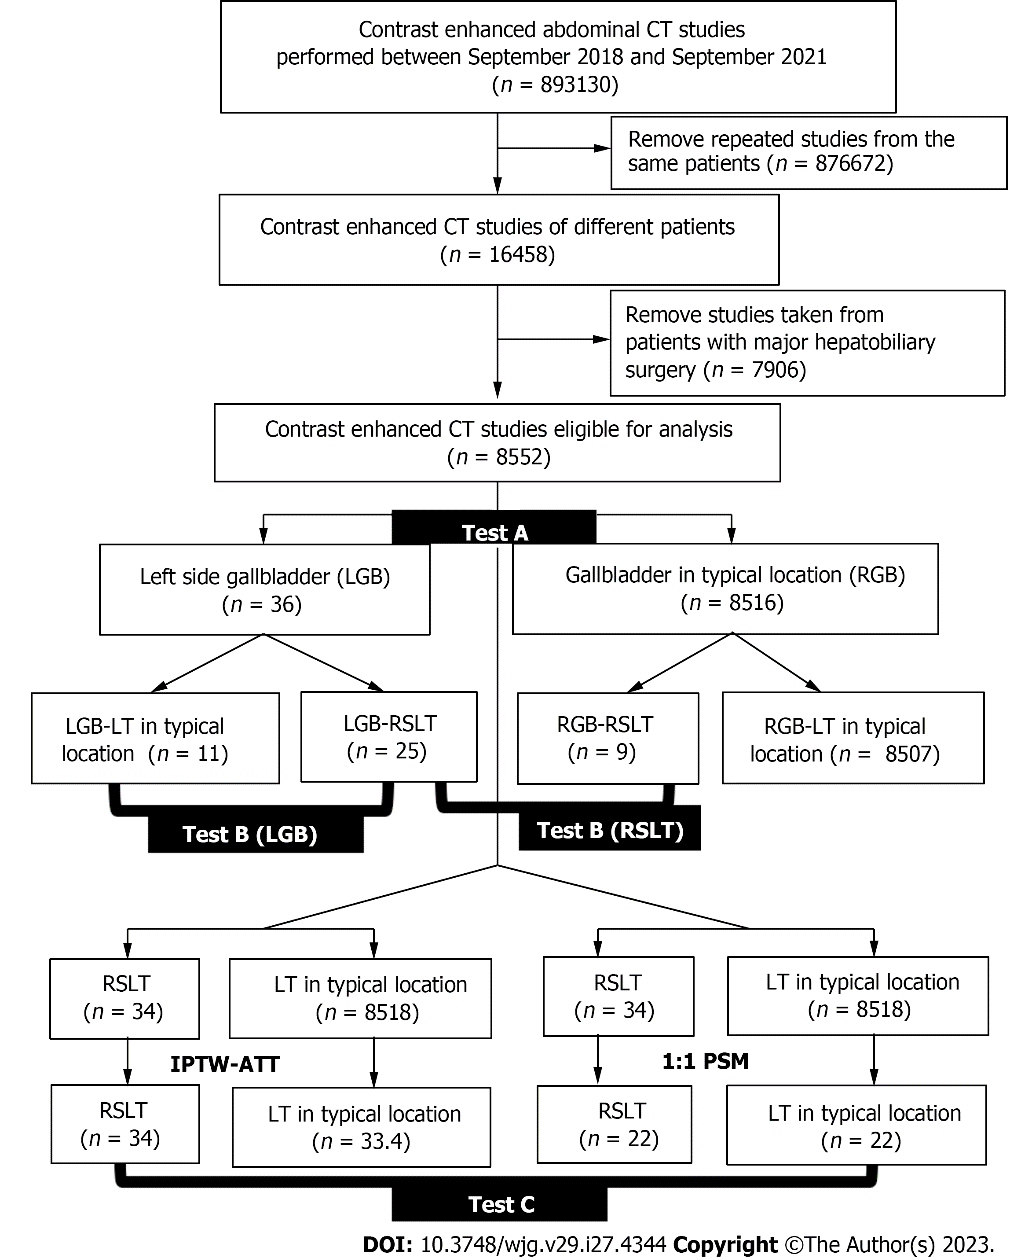 Contrast enhanced abdominal CT studies
performed between September 2018 and September 2021
(n = 893130)
Remove repeated studies from the
same patients (n = 876672)
Contrast enhanced CT studies of different patients
(n = 16458)
Remove studies taken from
patients with major hepatobiliary
surgery (n = 7906)
Contrast enhanced CT studies eligible for analysis
(n = 8552)
Test A
Left side gallbladder (LGB)
(n = 36)
Gallbladder in typical location (RGB)
(n = 8516)
LGB-LT in typical
location (n = 11)
LGB-RSLT
(n = 25)
RGB-RSLT
(n = 9)
RGB-LT in typical
location (n = 8507)
Test B (LGB)
Test B (RSLT)
RSLT
(n = 34)
LT in typical location
(n = 8518)
RSLT
(n = 34)
LT in typical location
(n = 8518)
IPTW-ATT
1:1 PSM
RSLT
(n = 34)
LT in typical location
(n = 33.4)
RSLT
(n = 22)
LT in typical location
(n = 22)
Test C
DOI: 10.3748/wjg.v29.i27.4344 Copyright ©The Author(s) 2023.